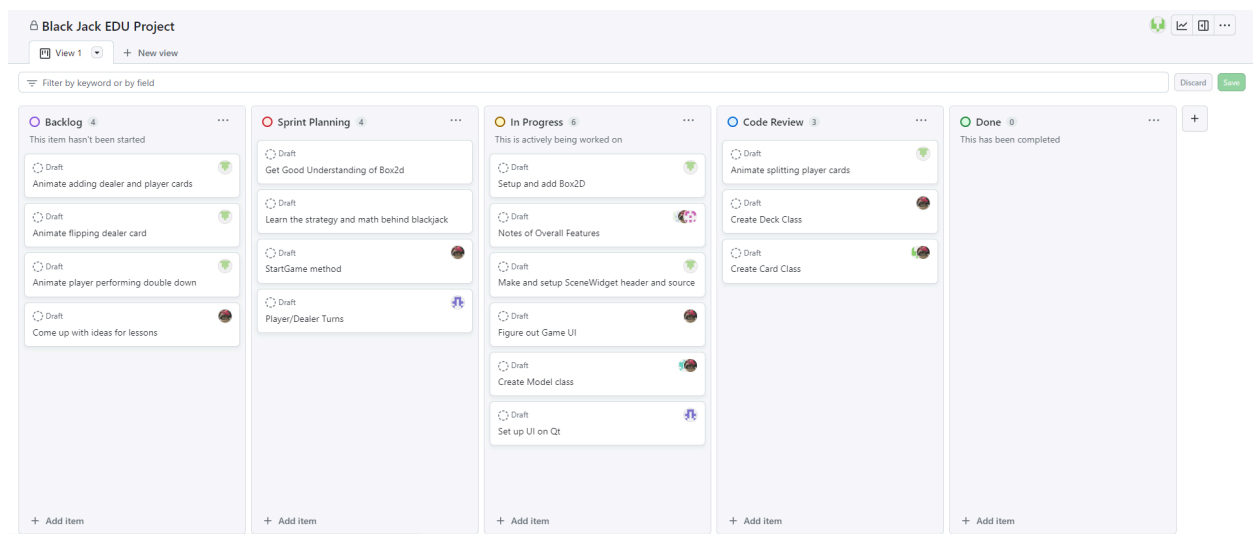 Black Jack EDU Project
View 1
+ New view
Filter by keyword or by field
Discard
Save
Backlog 4
This item hasn't been started
Draft
Animate adding dealer and player cards
Draft
Animate flipping dealer card
Draft
Animate player performing double down
Draft
Come up with ideas for lessons
+ Add item
Sprint Planning 4
Draft
Get Good Understanding of Box2d
Draft
Learn the strategy and math behind blackjack
Draft
StartGame method
Draft
Player/Dealer Turns
+ Add item
In Progress 6
This is actively being worked on
Draft
Setup and add Box2D
Draft
Notes of Overall Features
Draft
Make and setup SceneWidget header and source
Draft
Figure out Game UI
Draft
Create Model class
Draft
Set up UI on Qt
+ Add item
Code Review 3
Draft
Animate splitting player cards
Draft
Create Deck Class
Draft
Create Card Class
+ Add item
Done 0
This has been completed
+ Add item